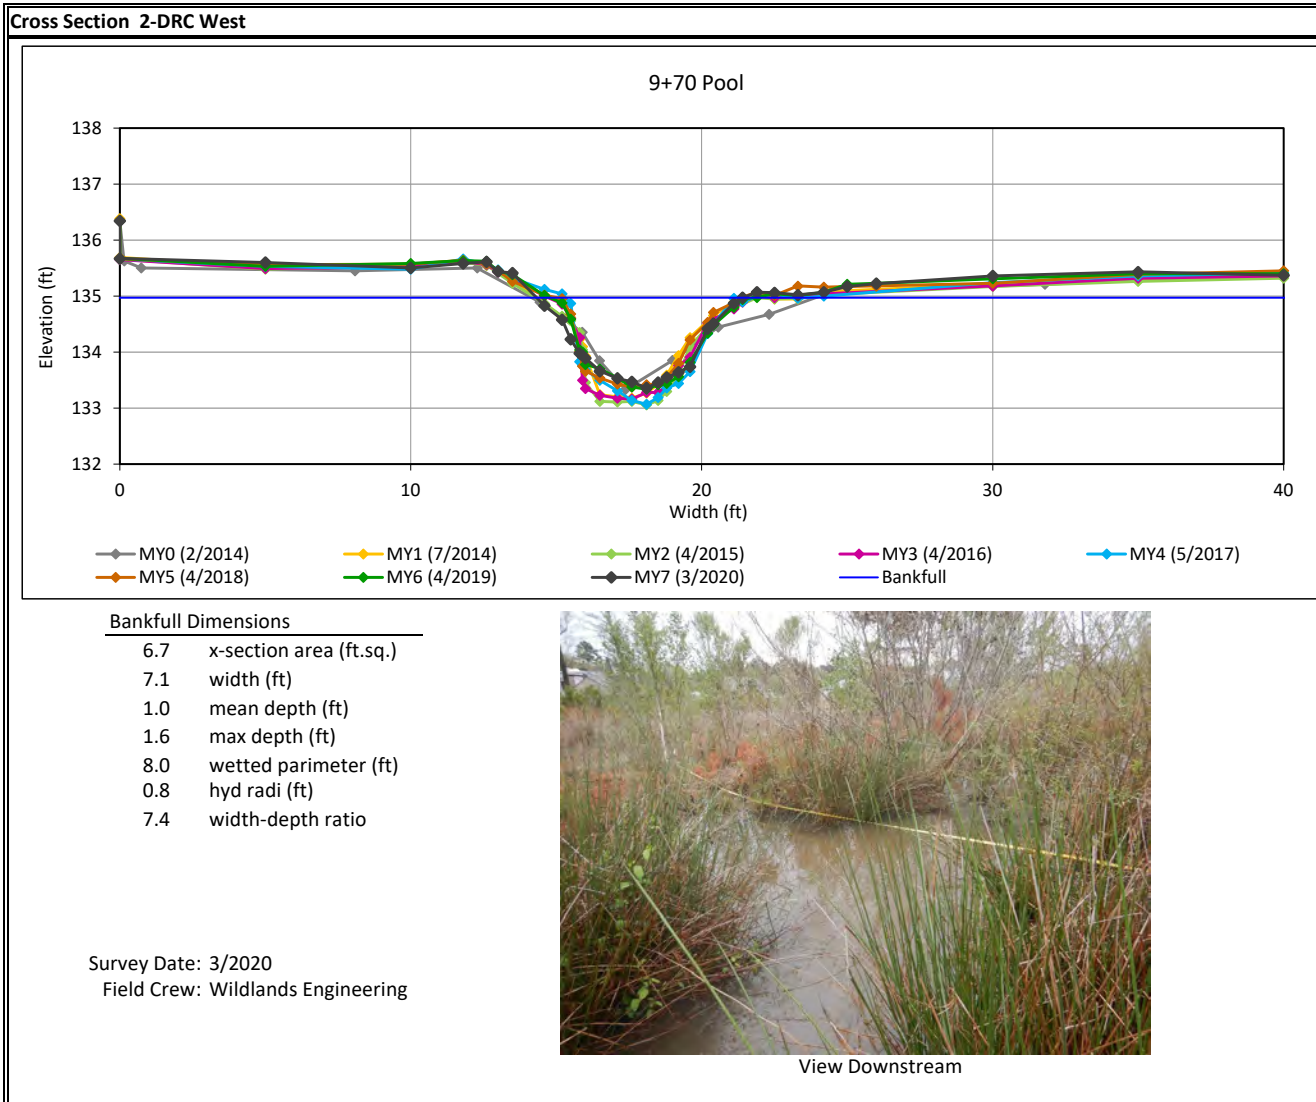 Cross Section 2-DRC West
9+70 Pool
138
137
136
135
134
133
132
Elevation (ft)
0 10 20 30 40
Width (ft)
MY0 (2/2014) MY1 (7/2014) MY2 (4/2015) MY3 (4/2016) MY4 (5/2017)
MY5 (4/2018) MY6 (4/2019) MY7 (3/2020) Bankfull
Bankfull Dimensions
6.7 x-section area (ft.sq.)
7.1 width (ft)
1.0 mean depth (ft)
1.6 max depth (ft)
8.0 wetted parimeter (ft)
0.8 hyd radi (ft)
7.4 width-depth ratio
Survey Date: 3/2020
Field Crew: Wildlands Engineering
View Downstream